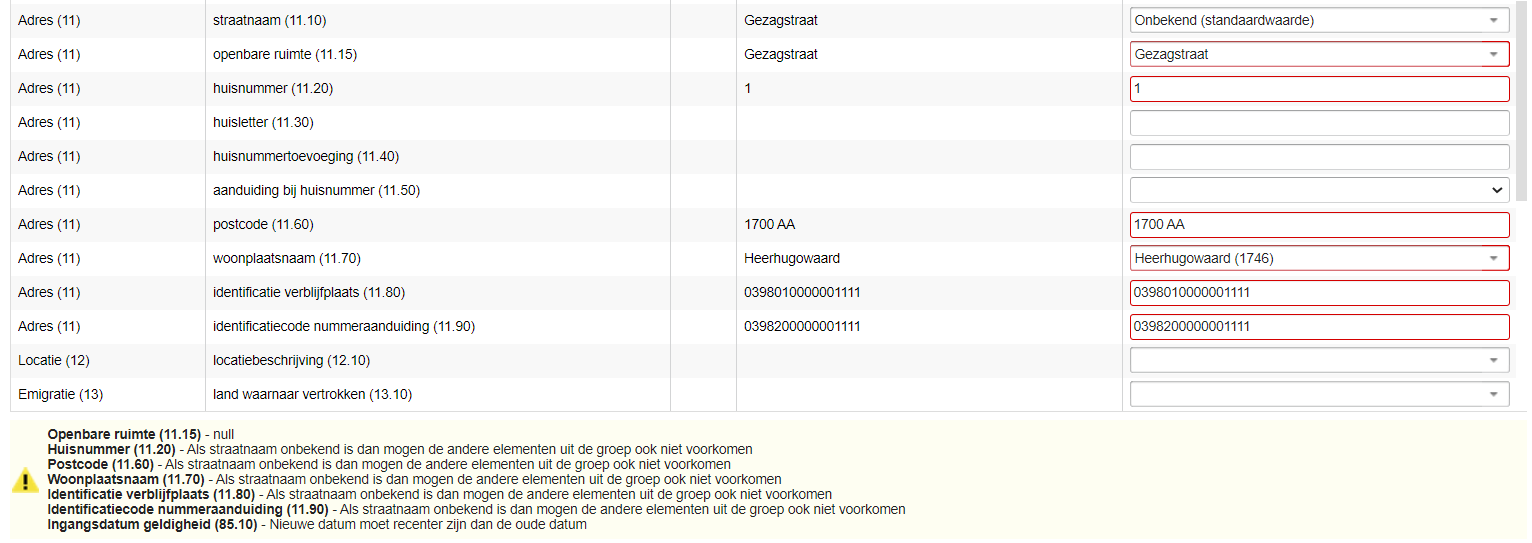 Adres (11) straatnaam (11.10) Gezagstraat Onbekend (standaardwaarde)
Adres (11) openbare ruimte (11.15) Gezagstraat Gezagstraat
Adres (11) huisnummer (11.20) 1 1
Adres (11) huisletter (11.30)
Adres (11) huisnummertoevoeging (11.40)
Adres (11) aanduiding bij huisnummer (11.50)
Adres (11) postcode (11.60) 1700 AA 1700 AA
Adres (11) woonplaatsnaam (11.70) Heerhugowaard Heerhugowaard (1746)
Adres (11) identificatie verblijfplaats (11.80) 0398010000001111 0398010000001111
Adres (11) identificatiecode nummeraanduiding (11.90) 0398200000001111 0398200000001111
Locatie (12) locatiebeschrijving (12.10)
Emigratie (13) land waarnaar vertrokken (13.10)
Openbare ruimte (11.15) - null
Huisnummer (11.20) - Als straatnaam onbekend is dan mogen de andere elementen uit de groep ook niet voorkomen
Postcode (11.60) - Als straatnaam onbekend is dan mogen de andere elementen uit de groep ook niet voorkomen
Woonplaatsnaam (11.70) - Als straatnaam onbekend is dan mogen de andere elementen uit de groep ook niet voorkomen
Identificatie verblijfplaats (11.80) - Als straatnaam onbekend is dan mogen de andere elementen uit de groep ook niet voorkomen
Identificatiecode nummeraanduiding (11.90) - Als straatnaam onbekend is dan mogen de andere elementen uit de groep ook niet voorkomen
Ingangsdatum geldigheid (85.10) - Nieuwe datum moet recenter zijn dan de oude datum